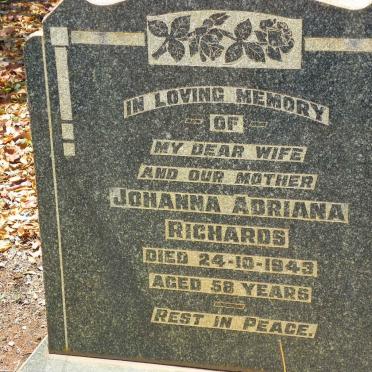 IN LOVING MEMORY
- OF -
MY DEAR WIFE
AND OUR MOTHER
JOHANNA ADRIANA
RICHARDS
DIED 24-10-1943
AGED 58 YEARS
REST IN PEACE.